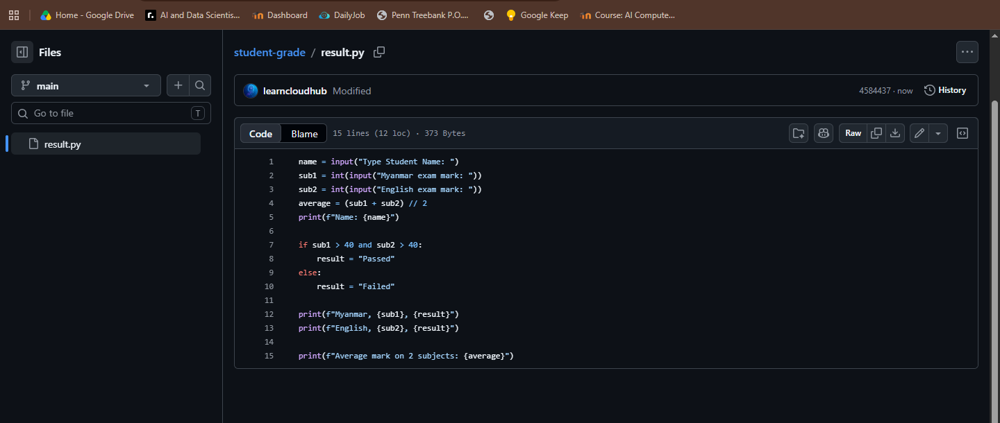 Home - Google Drive
AI and Data Scientis...
Dashboard
DailyJob
Penn Treebank P.O....
Google Keep
Course: AI Compute...
Files
main
Go to file
T
result.py
student-grade / result.py
learncloudhub Modified
4584437 · now
History
Code
Blame
15 lines (12 loc) · 373 Bytes
Raw
1 name = input("Type Student Name: ")
2 sub1 = int(input("Myanmar exam mark: "))
3 sub2 = int(input("English exam mark: "))
4 average = (sub1 + sub2) // 2
5 print(f"Name: {name}")
6
7 if sub1 > 40 and sub2 > 40:
8     result = "Passed"
9 else:
10     result = "Failed"
11
12 print(f"Myanmar, {sub1}, {result}")
13 print(f"English, {sub2}, {result}")
14
15 print(f"Average mark on 2 subjects: {average}")